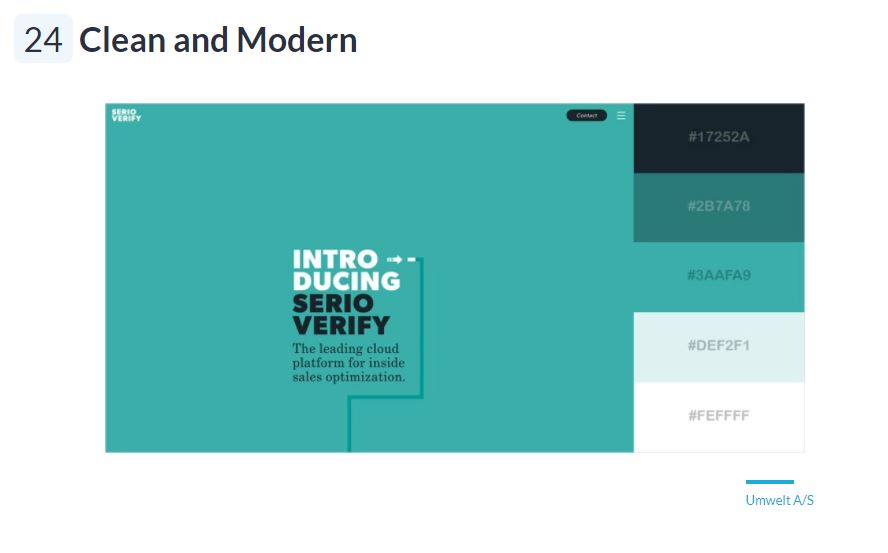 24 Clean and Modern
SERIO
VERIFY
Contact
INTRO
DUCING
SERIO
VERIFY
The leading cloud
platform for inside
sales optimization.
#17252A
#2B7A78
#3AAFA9
#DEF2F1
#FEFFFF
Umwelt A/S